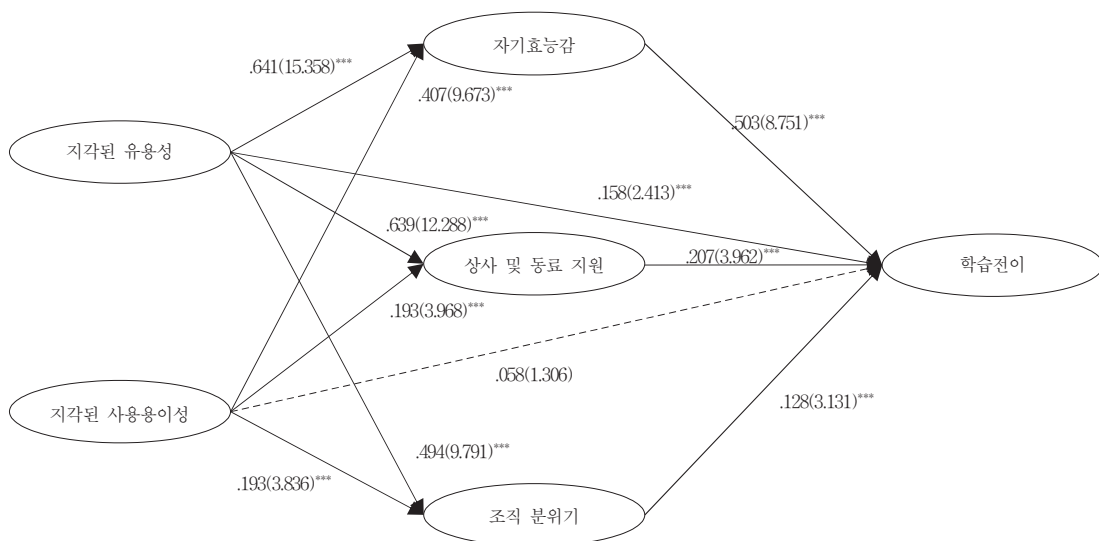 자기효능감
.641(15.358)***
.407(9.673)***
.503(8.751)***
지각된 유용성
.158(2.413)***
.639(12.288)***
.207(3.962)***
상사 및 동료 지원
학습전이
.193(3.968)***
.058(1.306)
지각된 사용용이성
.128(3.131)***
.494(9.791)***
.193(3.836)***
조직 분위기